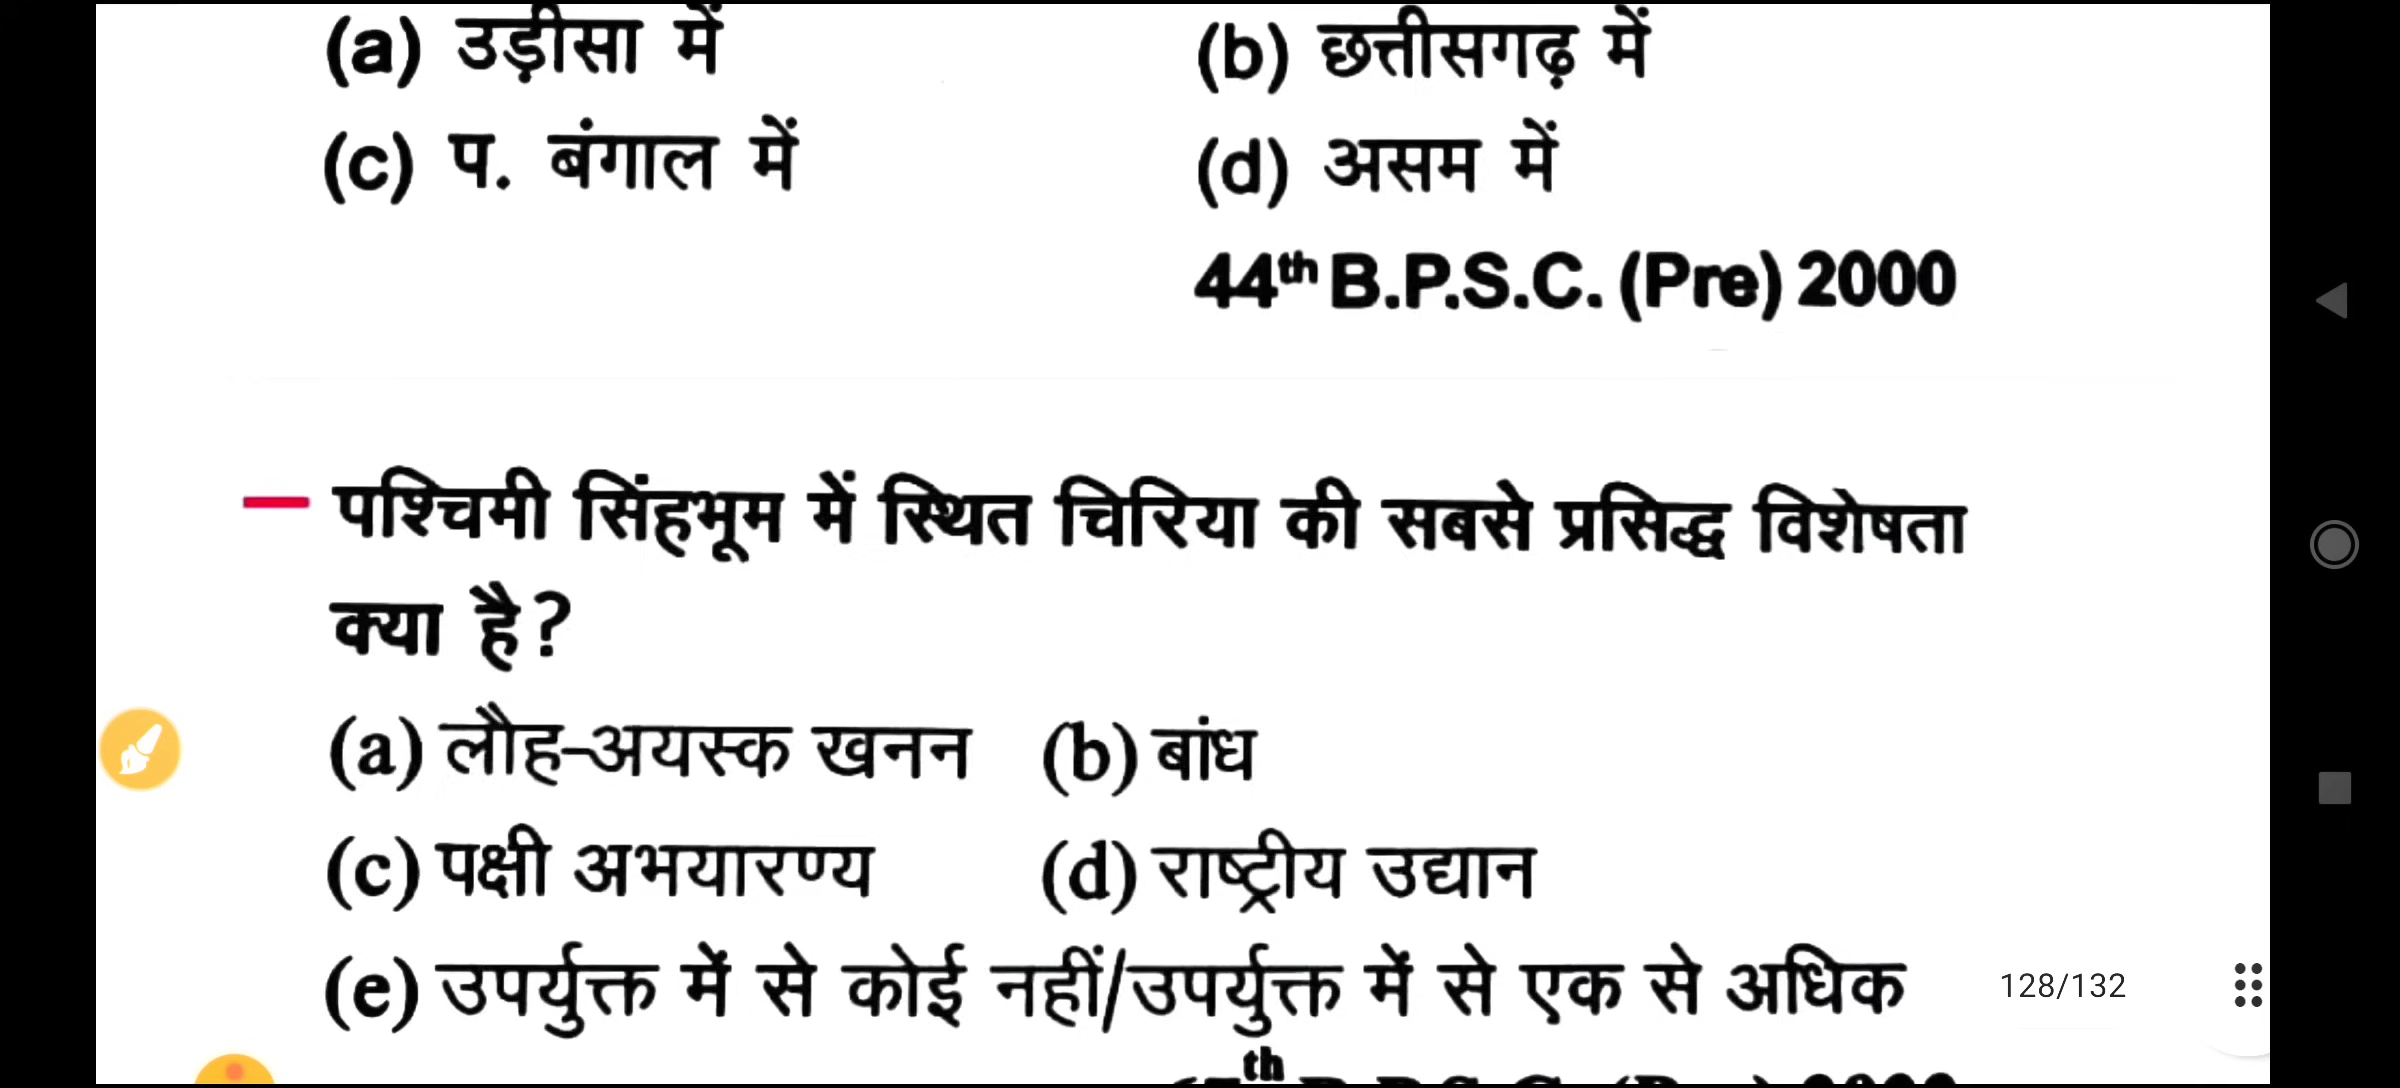 (a) उड़ीसा में (b) छत्तीसगढ़ में
(c) प. बंगाल में (d) असम में
44th B.P.S.C. (Pre) 2000
पश्चिमी सिंहभूम में स्थित चिरिया की सबसे प्रसिद्ध विशेषता
क्या है?
(a) लौह-अयस्क खनन (b) बांध
(c) पक्षी अभयारण्य (d) राष्ट्रीय उद्यान
(e) उपर्युक्त में से कोई नहीं/उपर्युक्त में से एक से अधिक
128/132
th